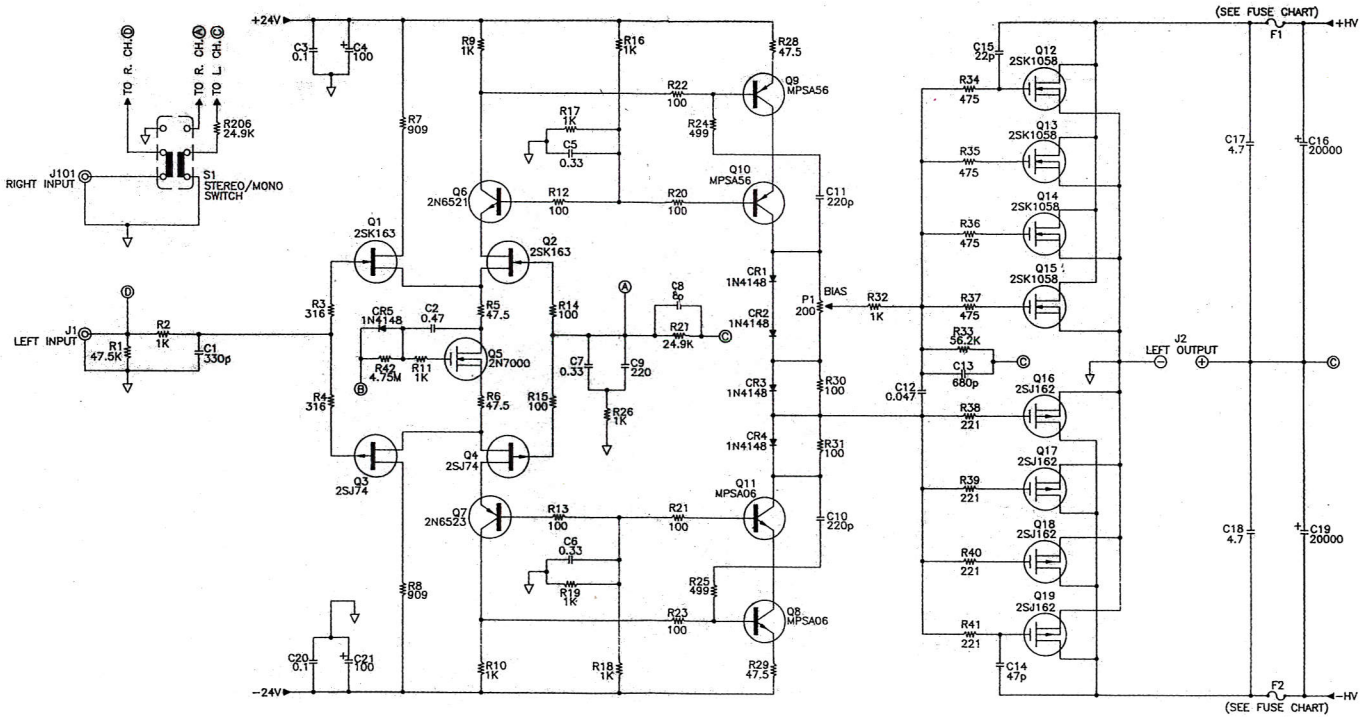 +24V
C3
0.1
C4
100
R9
1K
R16
1K
R28
47.5
(SEE FUSE CHART)
F1
+HV
TO R. CH.Ⓓ
TO R. CH.Ⓐ
TO L. CH.Ⓒ
R206
24.9K
J101
RIGHT INPUT
S1
STEREO/MONO
SWITCH
R7
909
R22
100
Q9
MPSA56
R17
1K
C5
0.33
R24
499
Q6
2N6521
R12
100
R20
100
Q10
MPSA56
C11
220p
C15
22p
Q12
2SK1058
R34
475
Q13
2SK1058
R35
475
Q14
2SK1058
R36
475
Q15
2SK1058
R37
475
C17
4.7
C16
20000
Q1
2SK163
Q2
2SK163
D
J1
LEFT INPUT
R1
47.5K
R2
1K
C1
330p
R3
316
R4
316
CR5
1N4148
C2
0.47
R5
47.5
R42
4.75M
R11
1K
B
Q5
2N7000
R6
47.5
R14
100
R15
100
A
C8
6p
R21
24.9K
C
C7
0.33
C9
220
R26
1K
CR1
1N4148
CR2
1N4148
CR3
1N4148
CR4
1N4148
P1
200
BIAS
R30
100
R31
100
R32
1K
R33
56.2K
C
C13
680p
C12
0.047
J2
LEFT OUTPUT
−
+
C
Q3
2SJ74
Q4
2SJ74
Q7
2N6523
R13
100
R21
100
Q11
MPSA06
C10
220p
C6
0.33
R19
1K
R8
909
R25
499
R23
100
Q8
MPSA06
C20
0.1
C21
100
-24V
R10
1K
R18
1K
R29
47.5
R38
221
Q16
2SJ162
R39
221
Q17
2SJ162
R40
221
Q18
2SJ162
R41
221
Q19
2SJ162
C14
47p
C18
4.7
C19
20000
F2
-HV
(SEE FUSE CHART)